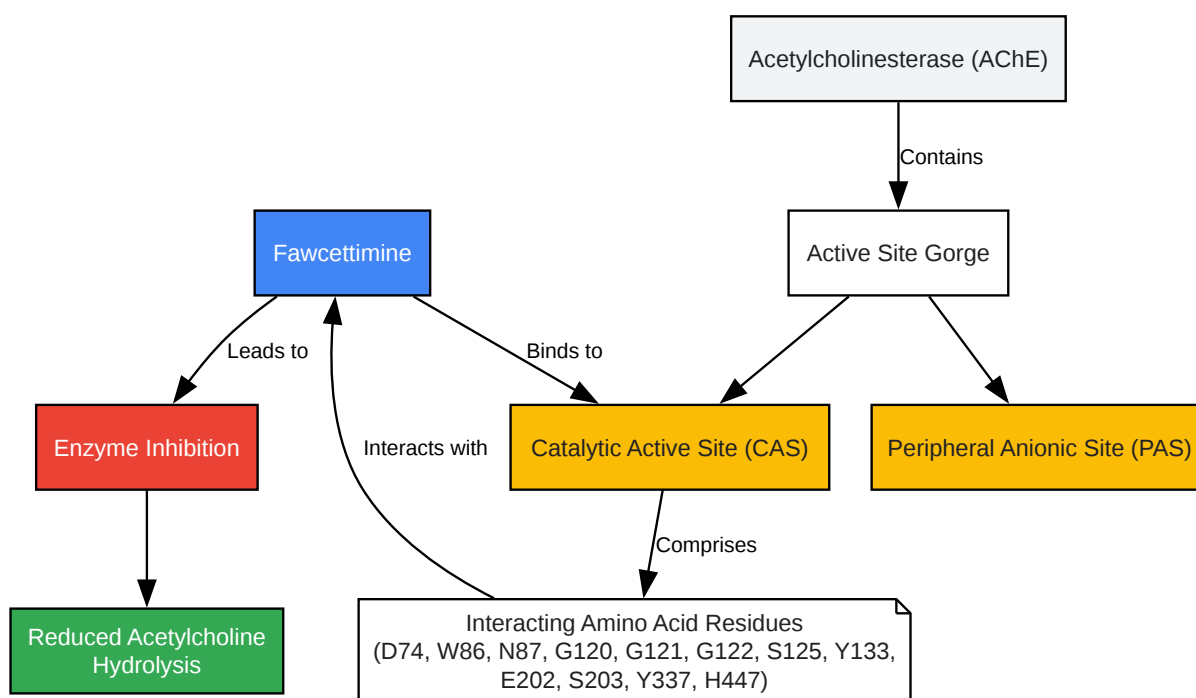 Acetylcholinesterase (AChE)
Contains
Fawcettimine
Active Site Gorge
Leads to
Binds to
Enzyme Inhibition
Interacts with
Catalytic Active Site (CAS)
Peripheral Anionic Site (PAS)
Comprises
Reduced Acetylcholine
Hydrolysis
Interacting Amino Acid Residues
(D74, W86, N87, G120, G121, G122, S125, Y133,
E202, S203, Y337, H447)